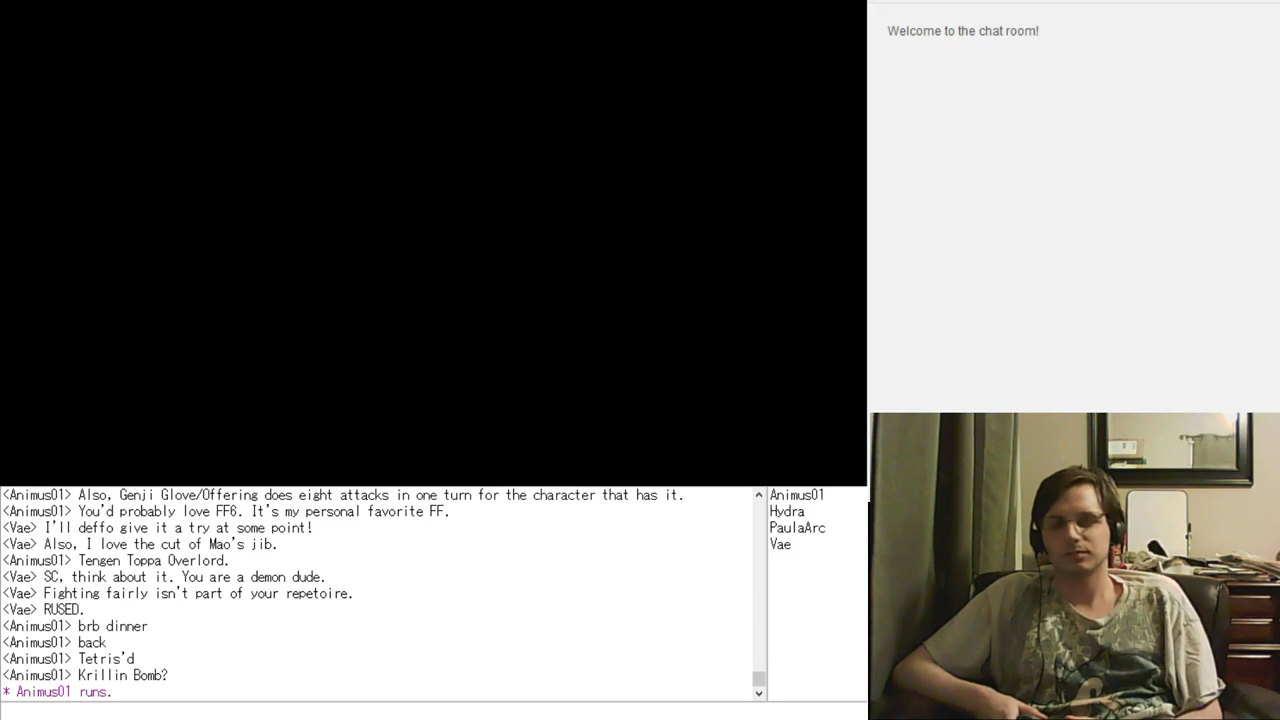 Welcome to the chat room!
<Animus01> Also, Genji Glove/Offering does eight attacks in one turn for the character that has it.
<Animus01> You'd probably love FF6. It's my personal favorite FF.
<Vae> I'll deffo give it a try at some point!
<Vae> Also, I love the cut of Mao's jib.
<Animus01> Tengen Toppa Overlord.
<Vae> SC, think about it. You are a demon dude.
<Vae> Fighting fairly isn't part of your repetoire.
<Vae> RUSED.
<Animus01> brb dinner
<Animus01> back
<Animus01> Tetris'd
<Animus01> Krillin Bomb?
* Animus01 runs.
Animus01
Hydra
PaulaArc
Vae